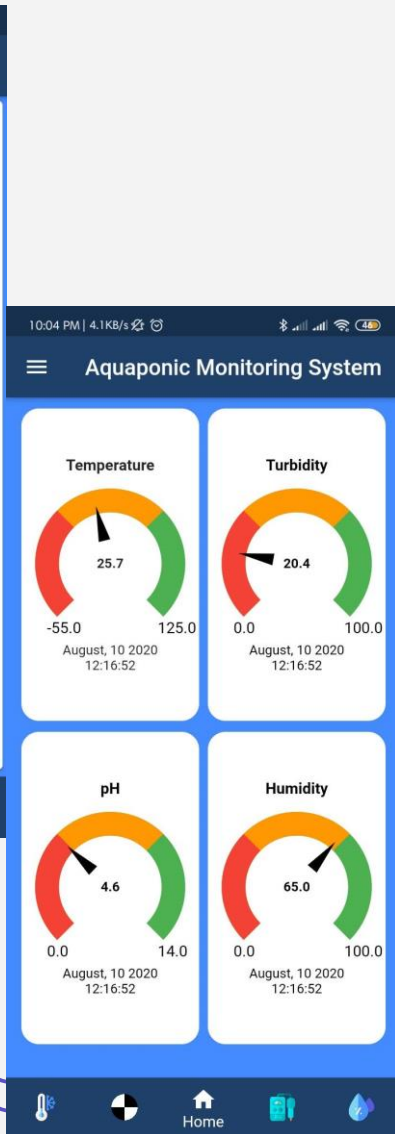 10:04 PM | 4.1KB/s
46
Aquaponic Monitoring System
Temperature
25.7
-55.0 125.0
August, 10 2020
12:16:52
Turbidity
20.4
0.0 100.0
August, 10 2020
12:16:52
pH
4.6
0.0 14.0
August, 10 2020
12:16:52
Humidity
65.0
0.0 100.0
August, 10 2020
12:16:52
Home